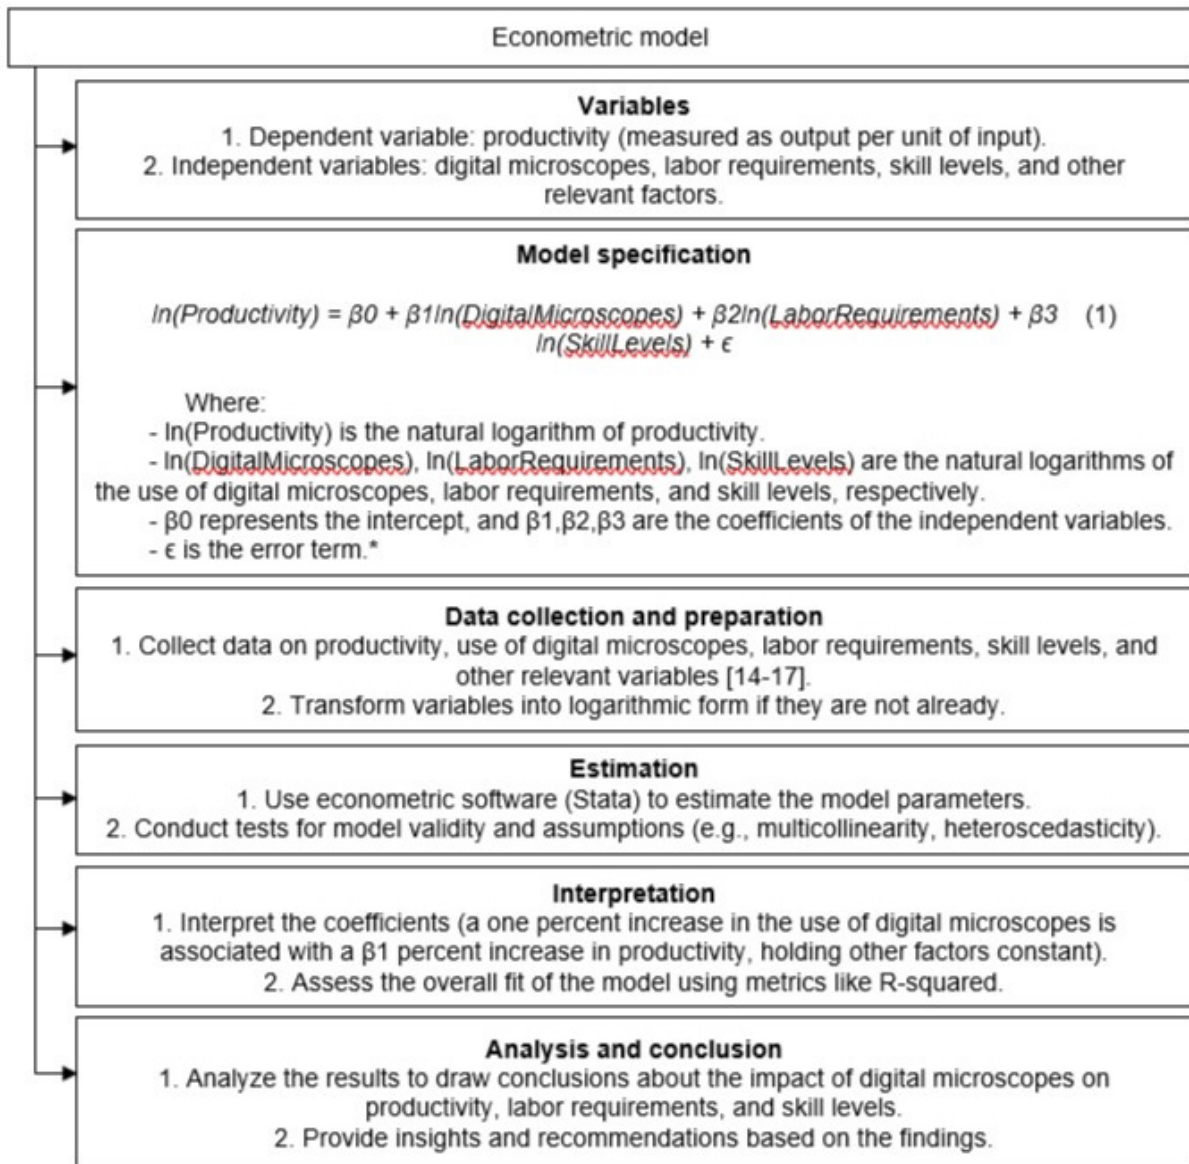 Econometric model
Variables
1. Dependent variable: productivity (measured as output per unit of input).
2. Independent variables: digital microscopes, labor requirements, skill levels, and other
relevant factors.
Model specification
ln(Productivity) = β0 + β1ln(DigitalMicroscopes) + β2ln(LaborRequirements) + β3 (1)
ln(SkillLevels) + ϵ
Where:
- ln(Productivity) is the natural logarithm of productivity.
- ln(DigitalMicroscopes), ln(LaborRequirements), ln(SkillLevels) are the natural logarithms of
the use of digital microscopes, labor requirements, and skill levels, respectively.
- β0 represents the intercept, and β1,β2,β3 are the coefficients of the independent variables.
- ϵ is the error term.*
Data collection and preparation
1. Collect data on productivity, use of digital microscopes, labor requirements, skill levels, and
other relevant variables [14-17].
2. Transform variables into logarithmic form if they are not already.
Estimation
1. Use econometric software (Stata) to estimate the model parameters.
2. Conduct tests for model validity and assumptions (e.g., multicollinearity, heteroscedasticity).
Interpretation
1. Interpret the coefficients (a one percent increase in the use of digital microscopes is
associated with a β1 percent increase in productivity, holding other factors constant).
2. Assess the overall fit of the model using metrics like R-squared.
Analysis and conclusion
1. Analyze the results to draw conclusions about the impact of digital microscopes on
productivity, labor requirements, and skill levels.
2. Provide insights and recommendations based on the findings.